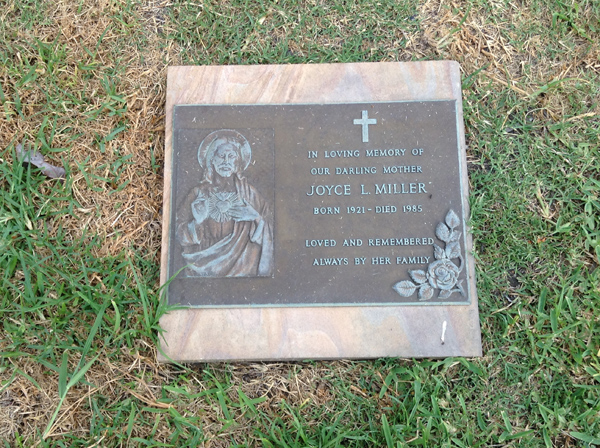 IN LOVING MEMORY OF
OUR DARLING MOTHER
JOYCE L. MILLER
BORN 1921 - DIED 1985
LOVED AND REMEMBERED
ALWAYS BY HER FAMILY